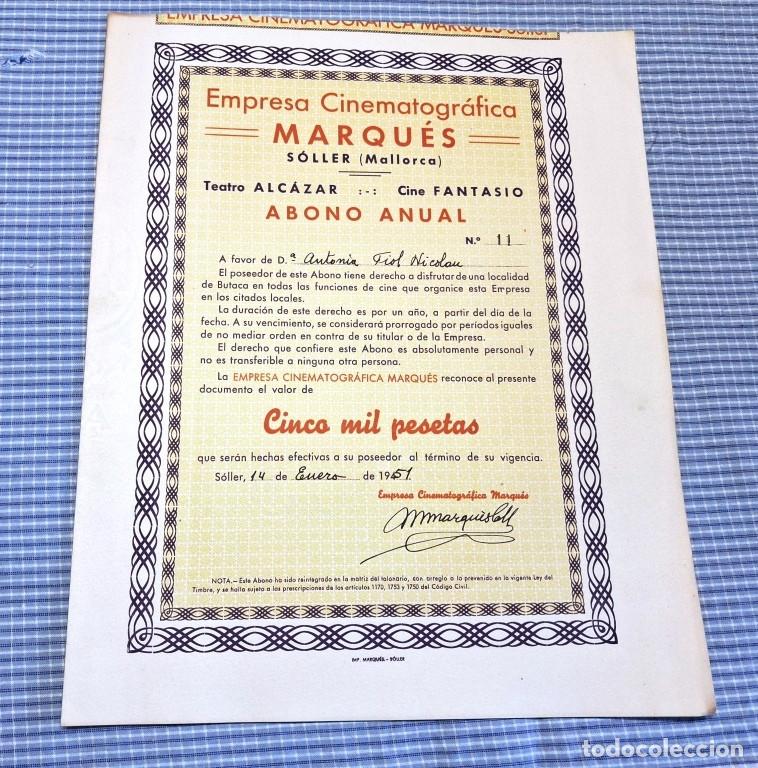 EMPRESA CINEMATOGRÁFICA MARQUÉS Sóller
Empresa Cinematográfica
MARQUÉS
SÓLLER (Mallorca)
Teatro ALCÁZAR :-: Cine FANTASIO
ABONO ANUAL
N.º 11
A favor de D.ª Antonia Fiol Nicolau
El poseedor de este Abono tiene derecho a disfrutar de una localidad
de Butaca en todas las funciones de cine que organice esta Empresa
en los citados locales.
La duración de este derecho es por un año, a partir del día de la
fecha. A su vencimiento, se considerará prorrogado por períodos iguales
de no mediar orden en contra de su titular o de la Empresa.
El derecho que confiere este Abono es absolutamente personal y
no es transferible a ninguna otra persona.
La EMPRESA CINEMATOGRÁFICA MARQUÉS reconoce al presente
documento el valor de
Cinco mil pesetas
que serán hechas efectivas a su poseedor al término de su vigencia.
Sóller, 14 de Enero de 1951
Empresa Cinematográfica Marqués
NOTA.—Este Abono ha sido reintegrado en la matriz del talonario, con arreglo a lo prevenido en la vigente Ley del
Timbre, y se halla sujeto a las prescripciones de los artículos 1170, 1753 y 1750 del Código Civil.
IMP. MARQUÉS - SÓLLER
todocoleccion